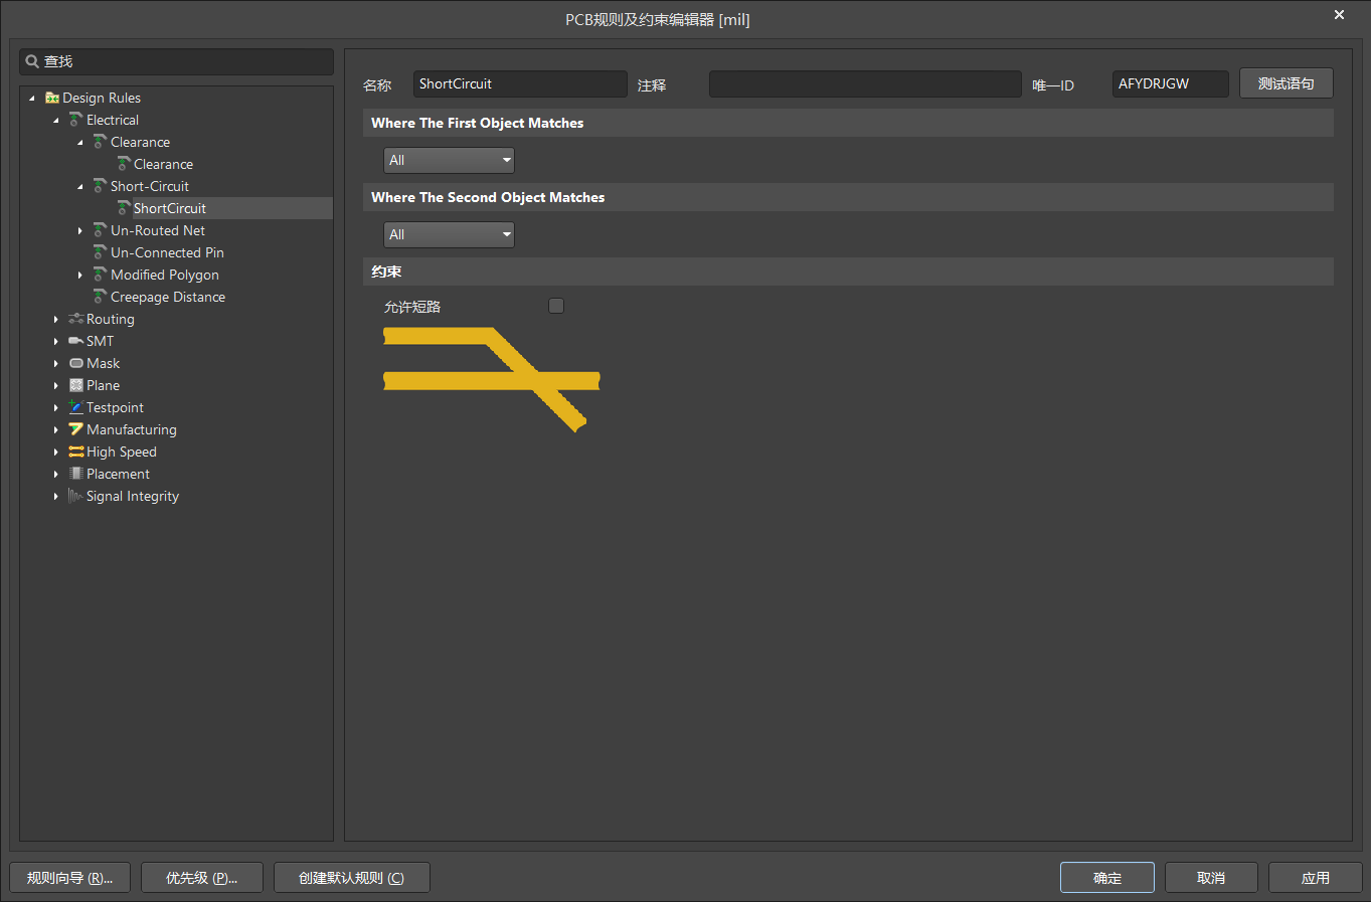 PCB规则及约束编辑器 [mil]
查找
Design Rules
Electrical
Clearance
Clearance
Short-Circuit
ShortCircuit
Un-Routed Net
Un-Connected Pin
Modified Polygon
Creepage Distance
Routing
SMT
Mask
Plane
Testpoint
Manufacturing
High Speed
Placement
Signal Integrity
名称 ShortCircuit 注释 唯一ID AFYDRJGW 测试语句
Where The First Object Matches
All
Where The Second Object Matches
All
约束
允许短路
规则向导 (R)... 优先级 (P)... 创建默认规则 (C) 确定 取消 应用